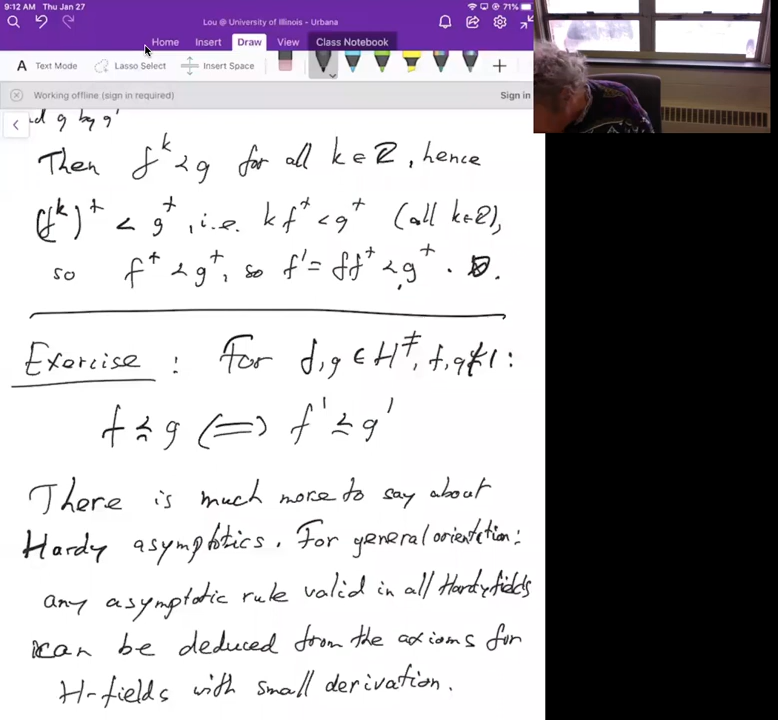 9:12 AM Thu Jan 27
71%
Lou @ University of Illinois - Urbana
Home Insert Draw View Class Notebook
A Text Mode Lasso Select Insert Space
Working offline (sign in required) Sign in
g by g'
Then f^k ≺ g for all k ∈ ℤ, hence
(f^k)^† < g^†, i.e. kf^† < g^† (all k∈ℤ),
so f^† ≺ g^†, so f' = ff^† ≺ g^†.
Exercise: For f,g ∈ H^≠, f,g ≭ 1:
f ≼ g ⟺ f' ≼ g'
There is much more to say about
Hardy asymptotics. For general orientation:
any asymptotic rule valid in all Hardy fields
can be deduced from the axioms for
H-fields with small derivation.